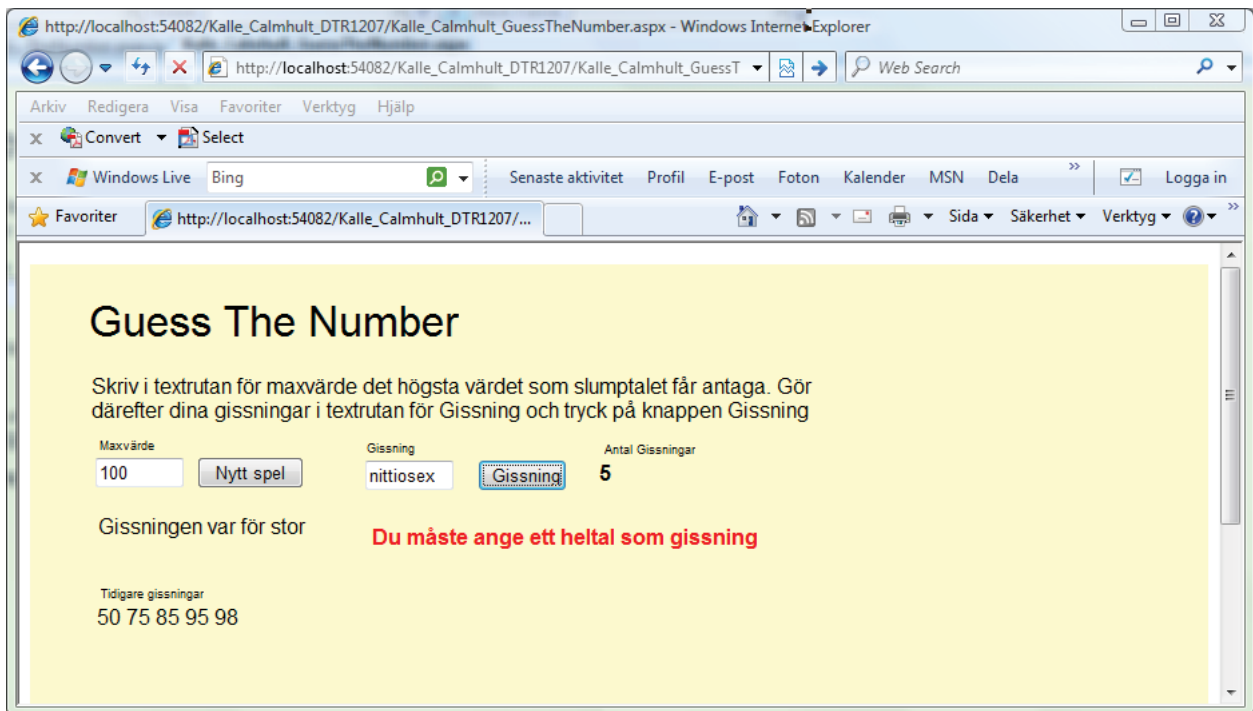 http://localhost:54082/Kalle_Calmhult_DTR1207/Kalle_Calmhult_GuessTheNumber.aspx - Windows Internet Explorer
http://localhost:54082/Kalle_Calmhult_DTR1207/Kalle_Calmhult_GuessT Web Search
Arkiv Redigera Visa Favoriter Verktyg Hjälp
x Convert Select
x Windows Live Bing Senaste aktivitet Profil E-post Foton Kalender MSN Dela » Logga in
Favoriter http://localhost:54082/Kalle_Calmhult_DTR1207/... Sida Säkerhet Verktyg »
Guess The Number
Skriv i textrutan för maxvärde det högsta värdet som slumptalet får antaga. Gör
därefter dina gissningar i textrutan för Gissning och tryck på knappen Gissning
Maxvärde Gissning Antal Gissningar
100 Nytt spel nittiosex Gissning 5
Gissningen var för stor Du måste ange ett heltal som gissning
Tidigare gissningar
50 75 85 95 98